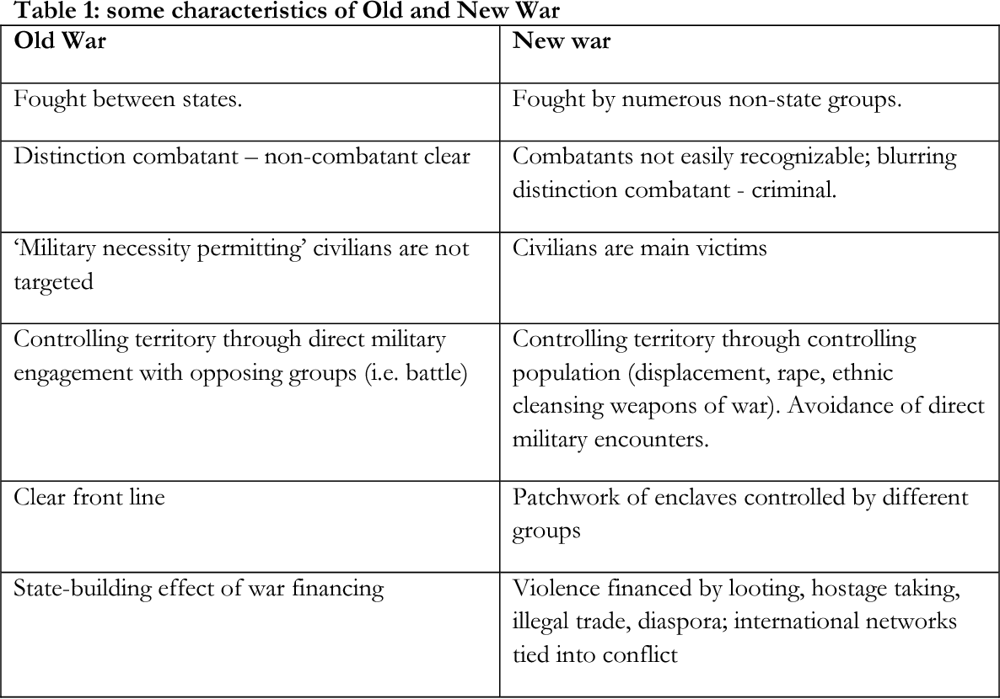 Table 1: some characteristics of Old and New War
Old War
New war
Fought between states.
Fought by numerous non-state groups.
Distinction combatant – non-combatant clear
Combatants not easily recognizable; blurring
distinction combatant - criminal.
‘Military necessity permitting’ civilians are not
targeted
Civilians are main victims
Controlling territory through direct military
engagement with opposing groups (i.e. battle)
Controlling territory through controlling
population (displacement, rape, ethnic
cleansing weapons of war). Avoidance of direct
military encounters.
Clear front line
Patchwork of enclaves controlled by different
groups
State-building effect of war financing
Violence financed by looting, hostage taking,
illegal trade, diaspora; international networks
tied into conflict